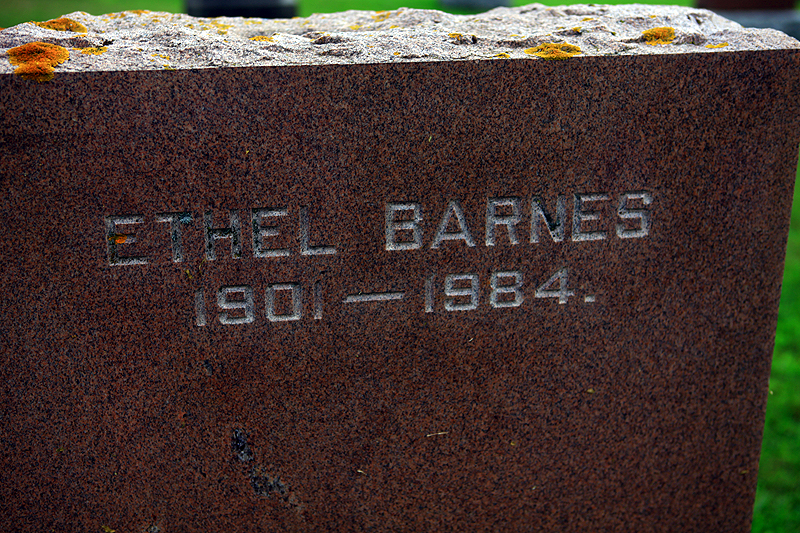 ETHEL BARNES
1901 — 1984.